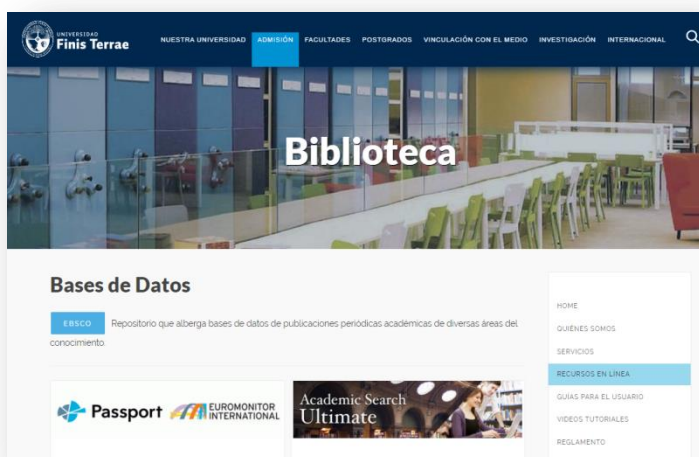 UNIVERSIDAD
Finis Terrae
NUESTRA UNIVERSIDAD ADMISIÓN FACULTADES POSTGRADOS VINCULACIÓN CON EL MEDIO INVESTIGACIÓN INTERNACIONAL
Biblioteca
Bases de Datos
EBSCO Repositorio que alberga bases de datos de publicaciones periódicas académicas de diversas áreas del
conocimiento.
Passport EUROMONITOR
INTERNATIONAL
Academic Search
Ultimate
HOME
QUIÉNES SOMOS
SERVICIOS
RECURSOS EN LÍNEA
GUÍAS PARA EL USUARIO
VIDEOS TUTORIALES
REGLAMENTO